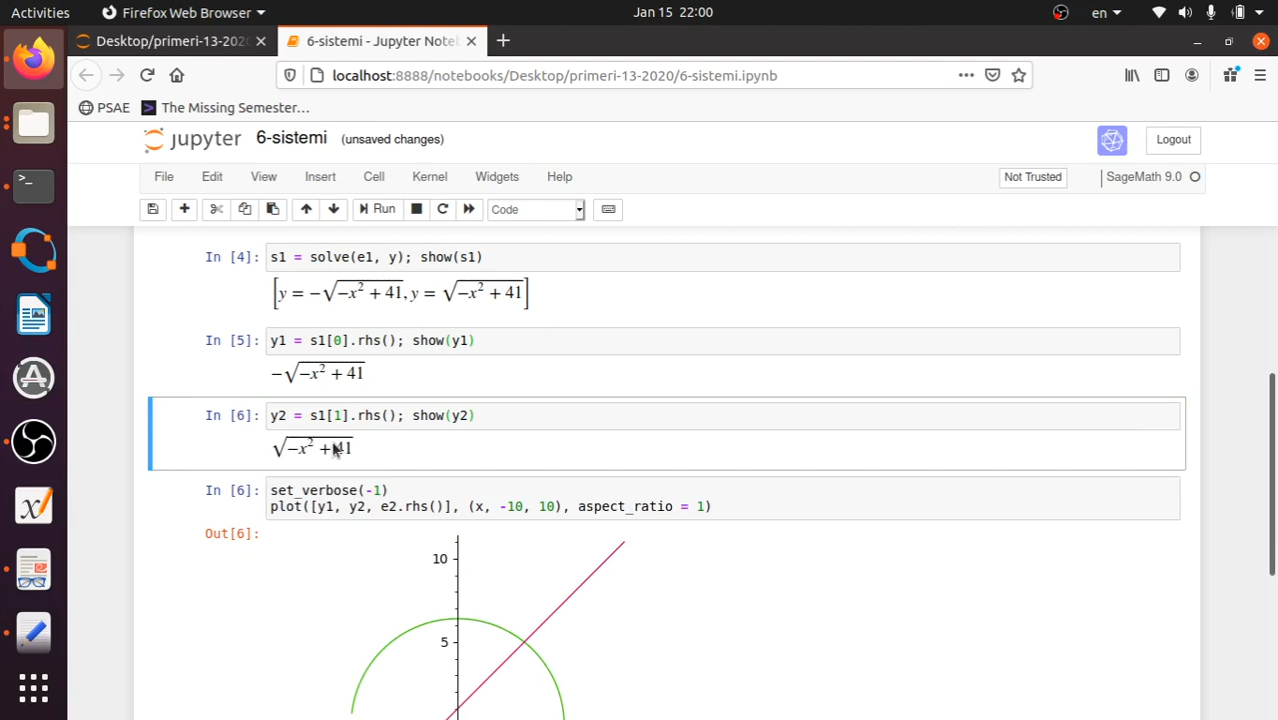 Activities Firefox Web Browser Jan 15 22:00 en
Desktop/primeri-13-202 6-sistemi - Jupyter Note
localhost:8888/notebooks/Desktop/primeri-13-2020/6-sistemi.ipynb
PSAE The Missing Semester…
jupyter 6-sistemi (unsaved changes) Logout
File Edit View Insert Cell Kernel Widgets Help Not Trusted SageMath 9.0
Run Code
In [4]: s1 = solve(e1, y); show(s1)
[y = −√(−x² + 41), y = √(−x² + 41)]
In [5]: y1 = s1[0].rhs(); show(y1)
−√(−x² + 41)
In [6]: y2 = s1[1].rhs(); show(y2)
√(−x² + 41)
In [6]: set_verbose(-1)
plot([y1, y2, e2.rhs()], (x, -10, 10), aspect_ratio = 1)
Out[6]:
10
5